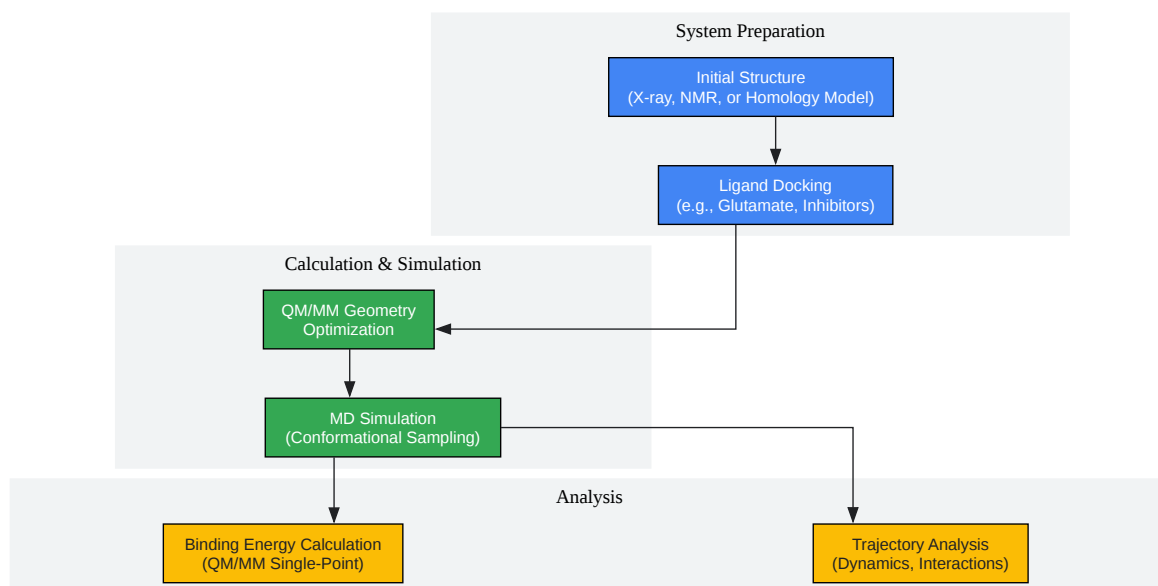 System Preparation
Initial Structure
(X-ray, NMR, or Homology Model)
Ligand Docking
(e.g., Glutamate, Inhibitors)
Calculation & Simulation
QM/MM Geometry
Optimization
MD Simulation
(Conformational Sampling)
Analysis
Binding Energy Calculation
(QM/MM Single-Point)
Trajectory Analysis
(Dynamics, Interactions)